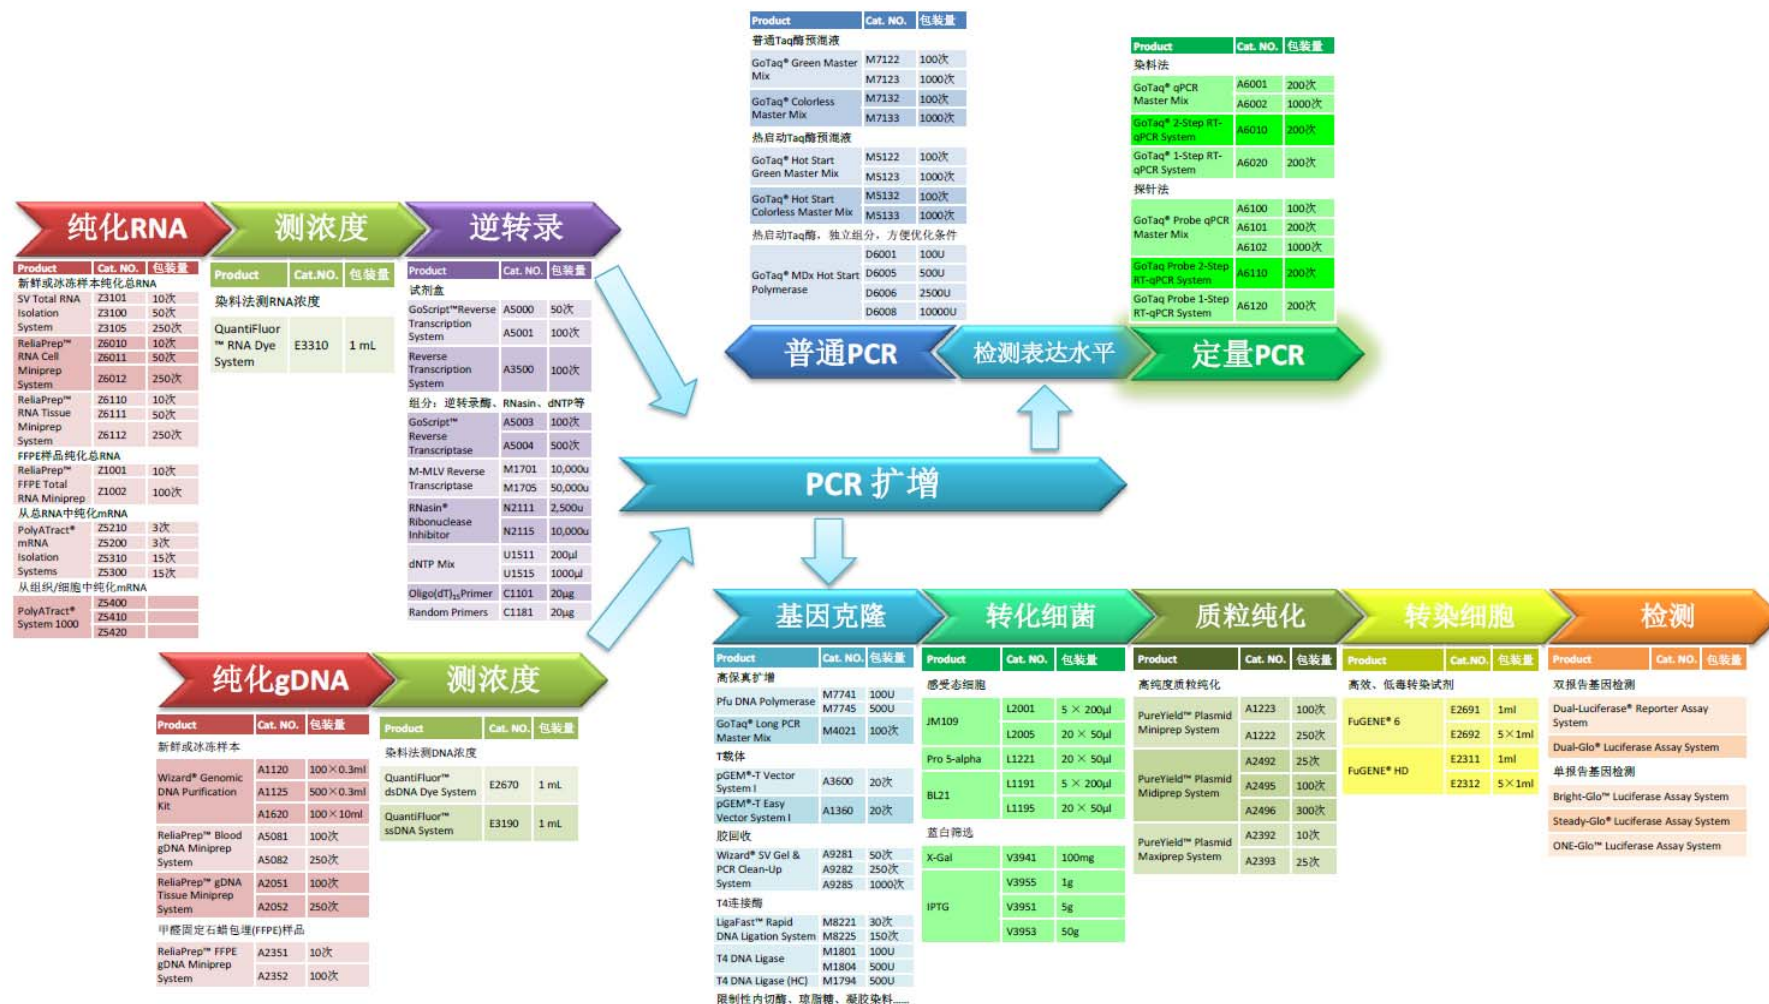 Product Cat. NO. 包装量
普通Taq酶预混液
GoTaq® Green Master Mix M7122 100次
M7123 1000次
GoTaq® Colorless Master Mix M7132 100次
M7133 1000次
热启动Taq酶预混液
GoTaq® Hot Start Green Master Mix M5122 100次
M5123 1000次
GoTaq® Hot Start Colorless Master Mix M5132 100次
M5133 1000次
热启动Taq酶，独立组分，方便优化条件
GoTaq® MDx Hot Start Polymerase D6001 100U
D6005 500U
D6006 2500U
D6008 10000U
Product Cat. NO. 包装量
染料法
GoTaq® qPCR Master Mix A6001 200次
A6002 1000次
GoTaq® 2-Step RT-qPCR System A6010 200次
GoTaq® 1-Step RT-qPCR System A6020 200次
探针法
GoTaq® Probe qPCR Master Mix A6100 100次
A6101 200次
A6102 1000次
GoTaq Probe 2-Step RT-qPCR System A6110 200次
GoTaq Probe 1-Step RT-qPCR System A6120 200次
普通PCR 检测表达水平 定量PCR
纯化RNA 测浓度 逆转录
Product Cat. NO. 包装量
新鲜或冰冻样本纯化总RNA
SV Total RNA Isolation System Z3101 10次
Z3100 50次
Z3105 250次
ReliaPrep™ RNA Cell Miniprep System Z6010 10次
Z6011 50次
Z6012 250次
ReliaPrep™ RNA Tissue Miniprep System Z6110 10次
Z6111 50次
Z6112 250次
FFPE样品纯化总RNA
ReliaPrep™ FFPE Total RNA Miniprep Z1001 10次
Z1002 100次
从总RNA中纯化mRNA
PolyATract® mRNA Isolation Systems Z5210 3次
Z5200 3次
Z5310 15次
Z5300 15次
从组织/细胞中纯化mRNA
PolyATract® System 1000 Z5400
Z5410
Z5420
Product Cat.NO. 包装量
染料法测RNA浓度
QuantiFluor™ RNA Dye System E3310 1 mL
Product Cat. NO. 包装量
试剂盒
GoScript™Reverse Transcription System A5000 50次
A5001 100次
Reverse Transcription System A3500 100次
组分：逆转录酶、RNasin、dNTP等
GoScript™ Reverse Transcriptase A5003 100次
A5004 500次
M-MLV Reverse Transcriptase M1701 10,000u
M1705 50,000u
RNasin® Ribonuclease Inhibitor N2111 2,500u
N2115 10,000u
dNTP Mix U1511 200μl
U1515 1000μl
Oligo(dT)15Primer C1101 20μg
Random Primers C1181 20μg
PCR 扩增
纯化gDNA 测浓度
Product Cat. NO. 包装量
新鲜或冰冻样本
Wizard® Genomic DNA Purification Kit A1120 100×0.3ml
A1125 500×0.3ml
A1620 100×10ml
ReliaPrep™ Blood gDNA Miniprep System A5081 100次
A5082 250次
ReliaPrep™ gDNA Tissue Miniprep System A2051 100次
A2052 250次
甲醛固定石蜡包埋(FFPE)样品
ReliaPrep™ FFPE gDNA Miniprep System A2351 10次
A2352 100次
Product Cat. NO. 包装量
染料法测DNA浓度
QuantiFluor™ dsDNA Dye System E2670 1 mL
QuantiFluor™ ssDNA System E3190 1 mL
基因克隆 转化细菌 质粒纯化 转染细胞 检测
Product Cat. NO. 包装量
高保真扩增
Pfu DNA Polymerase M7741 100U
M7745 500U
GoTaq® Long PCR Master Mix M4021 100次
T载体
pGEM®-T Vector System I A3600 20次
pGEM®-T Easy Vector System I A1360 20次
胶回收
Wizard® SV Gel & PCR Clean-Up System A9281 50次
A9282 250次
A9285 1000次
T4连接酶
LigaFast™ Rapid DNA Ligation System M8221 30次
M8225 150次
T4 DNA Ligase M1801 100U
M1804 500U
T4 DNA Ligase (HC) M1794 500U
限制性内切酶、琼脂糖、凝胶染料......
Product Cat. NO. 包装量
感受态细胞
JM109 L2001 5 × 200μl
L2005 20 × 50μl
Pro 5-alpha L1221 20 × 50μl
BL21 L1191 5 × 200μl
L1195 20 × 50μl
蓝白筛选
X-Gal V3941 100mg
IPTG V3955 1g
V3951 5g
V3953 50g
Product Cat. NO. 包装量
高纯度质粒纯化
PureYield™ Plasmid Miniprep System A1223 100次
A1222 250次
PureYield™ Plasmid Midiprep System A2492 25次
A2495 100次
A2496 300次
PureYield™ Plasmid Maxiprep System A2392 10次
A2393 25次
Product Cat. NO. 包装量
高效、低毒转染试剂
FuGENE® 6 E2691 1ml
E2692 5×1ml
FuGENE® HD E2311 1ml
E2312 5×1ml
Product Cat. NO. 包装量
双报告基因检测
Dual-Luciferase® Reporter Assay System
Dual-Glo® Luciferase Assay System
单报告基因检测
Bright-Glo™ Luciferase Assay System
Steady-Glo® Luciferase Assay System
ONE-Glo™ Luciferase Assay System